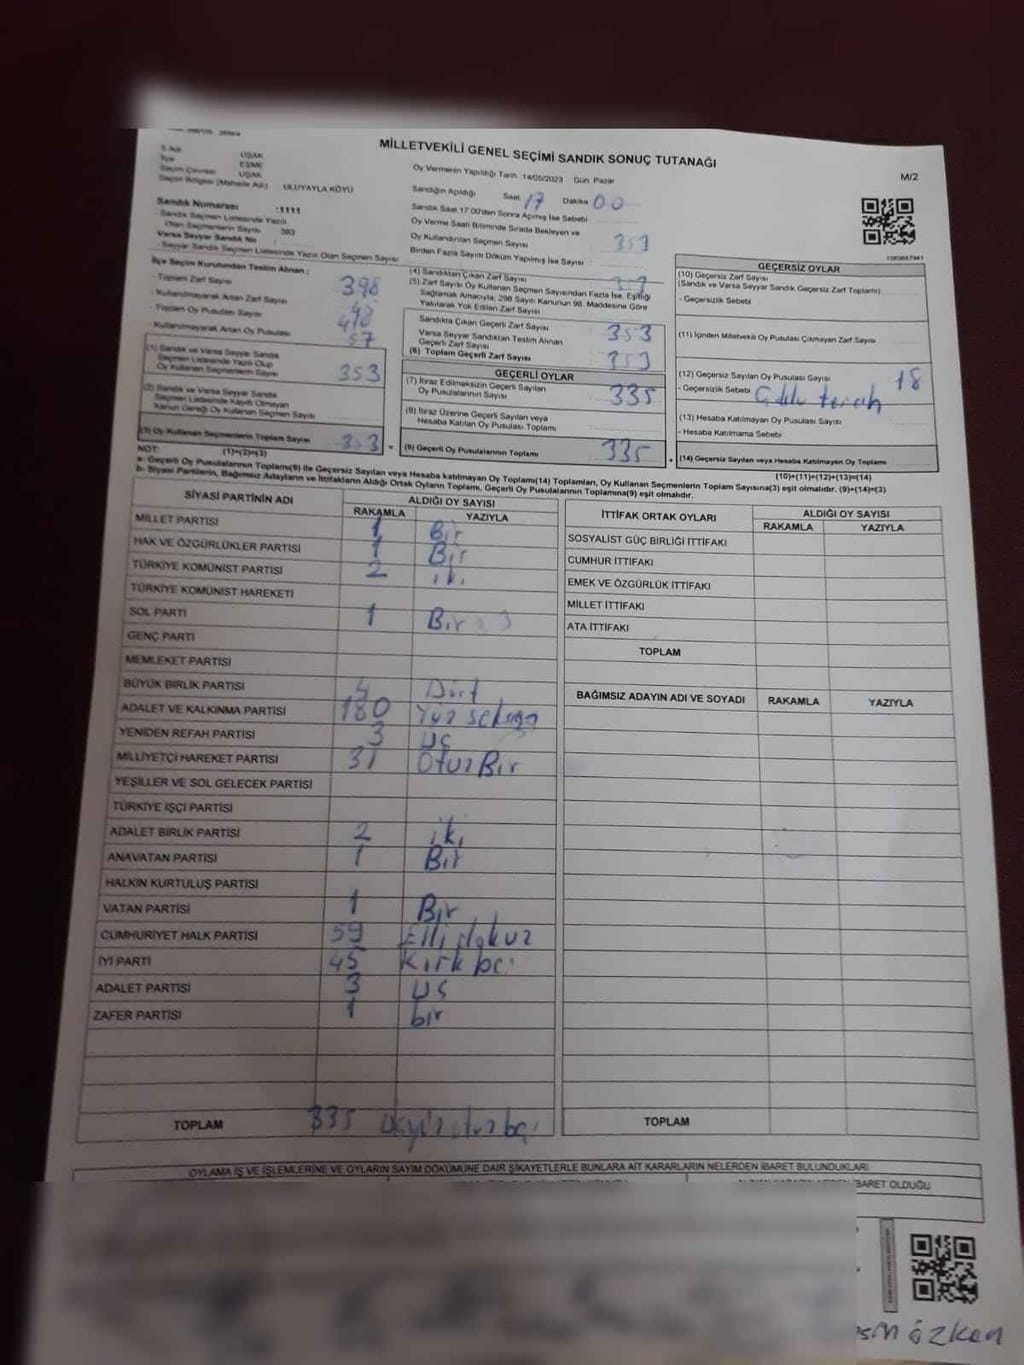 MİLLETVEKİLİ GENEL SEÇİMİ SANDIK SONUÇ TUTANAĞI
M/2
İl Adı UŞAK
İlçe EŞME
Seçim Çevresi UŞAK
Seçim Bölgesi (Mahalle Adı) ULUYAYLA KÖYÜ
Oy Vermenin Yapıldığı Tarih 14/05/2023 Gün Pazar
Sandığın Açıldığı Saat 17 Dakika 00
Sandık Saat 17.00'den Sonra Açılmış İse Sebebi
Oy Verme Saati Bitiminde Sırada Bekleyen ve
Oy Kullandırılan Seçmen Sayısı 353
Birden Fazla Sayım Döküm Yapılmış İse Sayısı :
Sandık Numarası :1111
- Sandık Seçmen Listesinde Yazılı
Olan Seçmenlerin Sayısı 383
Varsa Seyyar Sandık No :
- Seyyar Sandık Seçmen Listesinde Yazılı Olan Seçmen Sayısı
İlçe Seçim Kurulundan Teslim Alınan :
- Toplam Zarf Sayısı 398
- Kullanılmayarak Artan Zarf Sayısı
- Toplam Oy Pusulası Sayısı 410
- Kullanılmayarak Artan Oy Pusulası 57
(1) Sandık ve Varsa Seyyar Sandık
Seçmen Listesinde Yazılı Olup
Oy Kullanan Seçmenlerin Sayısı 353
(2) Sandık ve Varsa Seyyar Sandık
Seçmen Listesinde Kayıtlı Olmayan
Kanun Gereği Oy Kullanan Seçmen Sayısı
(3) Oy Kullanan Seçmenlerin Toplam Sayısı 353
(4) Sandıktan Çıkan Zarf Sayısı
(5) Zarf Sayısı Oy Kullanan Seçmen Sayısından Fazla İse, Eşitliği
Sağlamak Amacıyla, 298 Sayılı Kanunun 98. Maddesine Göre
Yakılarak Yok Edilen Zarf Sayısı
Sandıkta Çıkan Geçerli Zarf Sayısı 353
Varsa Seyyar Sandıktan Teslim Alınan
Geçerli Zarf Sayısı
(6) Toplam Geçerli Zarf Sayısı 353
GEÇERLİ OYLAR
(7) İtiraz Edilmeksizin Geçerli Sayılan
Oy Pusulalarının Sayısı 335
(8) İtiraz Üzerine Geçerli Sayılan veya
Hesaba Katılan Oy Pusulası Toplamı
(9) Geçerli Oy Pusulalarının Toplamı 335
GEÇERSİZ OYLAR
(10) Geçersiz Zarf Sayısı
(Sandık ve Varsa Seyyar Sandık Geçersiz Zarf Toplamı)
- Geçersizlik Sebebi
(11) İçinden Milletvekili Oy Pusulası Çıkmayan Zarf Sayısı
(12) Geçersiz Sayılan Oy Pusulası Sayısı 18
- Geçersizlik Sebebi
(13) Hesaba Katılmayan Oy Pusulası Sayısı
- Hesaba Katılmama Sebebi
(14) Geçersiz Sayılan veya Hesaba Katılmayan Oy Toplamı
NOT: (1)+(2)=(3)
(10)+(11)+(12)+(13)=(14)
a- Geçerli Oy Pusulalarının Toplamı(9) ile Geçersiz Sayılan veya Hesaba katılmayan Oy Toplamı(14) Toplamları, Oy Kullanan Seçmenlerin Toplam Sayısına(3) eşit olmalıdır. (9)+(14)=(3)
b- Siyasi Partilerin, Bağımsız Adayların ve İttifakların Aldığı Ortak Oyların Toplamı, Geçerli Oy Pusulalarının Toplamına(9) eşit olmalıdır.
SİYASİ PARTİNİN ADI ALDIĞI OY SAYISI
RAKAMLA YAZIYLA
MİLLET PARTİSİ 1 Bir
HAK VE ÖZGÜRLÜKLER PARTİSİ 1 Bir
TÜRKİYE KOMÜNİST PARTİSİ 2 iki
TÜRKİYE KOMÜNİST HAREKETİ
SOL PARTİ 1 Bir
GENÇ PARTİ
MEMLEKET PARTİSİ
BÜYÜK BİRLİK PARTİSİ 4 Dört
ADALET VE KALKINMA PARTİSİ 180 Yüz seksen
YENİDEN REFAH PARTİSİ 3 üç
MİLLİYETÇİ HAREKET PARTİSİ 31 Otuz Bir
YEŞİLLER VE SOL GELECEK PARTİSİ
TÜRKİYE İŞÇİ PARTİSİ
ADALET BİRLİK PARTİSİ 2 iki
ANAVATAN PARTİSİ 1 Bir
HALKIN KURTULUŞ PARTİSİ
VATAN PARTİSİ 1 Bir
CUMHURİYET HALK PARTİSİ 59 Elli dokuz
İYİ PARTİ 45 Kırk beş
ADALET PARTİSİ 3 üç
ZAFER PARTİSİ 1 bir
TOPLAM 335
İTTİFAK ORTAK OYLARI ALDIĞI OY SAYISI
RAKAMLA YAZIYLA
SOSYALİST GÜÇ BİRLİĞİ İTTİFAKI
CUMHUR İTTİFAKI
EMEK VE ÖZGÜRLÜK İTTİFAKI
MİLLET İTTİFAKI
ATA İTTİFAKI
TOPLAM
BAĞIMSIZ ADAYIN ADI VE SOYADI RAKAMLA YAZIYLA
TOPLAM
OYLAMA İŞ VE İŞLEMLERİNE VE OYLARIN SAYIM DÖKÜMÜNE DAİR ŞİKAYETLERLE BUNLARA AİT KARARLARIN NELERDEN İBARET BULUNDUKLARI
İBARET OLDUĞU
özkan